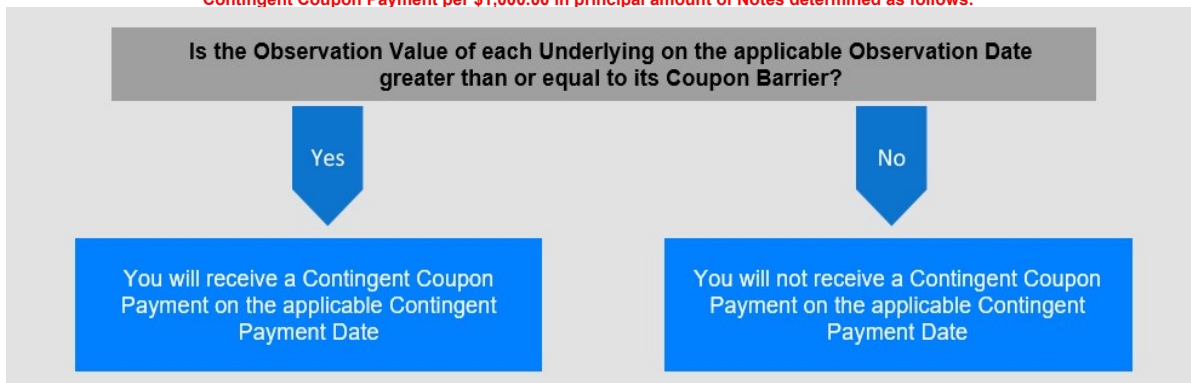 Contingent Coupon Payment per $1,000.00 in principal amount of Notes determined as follows:
Is the Observation Value of each Underlying on the applicable Observation Date
greater than or equal to its Coupon Barrier?
Yes
No
You will receive a Contingent Coupon
Payment on the applicable Contingent
Payment Date
You will not receive a Contingent Coupon
Payment on the applicable Contingent
Payment Date